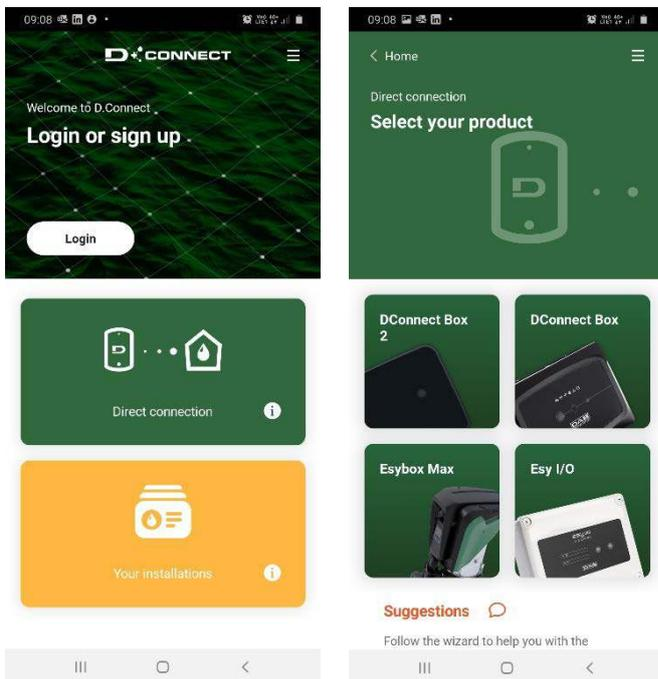 09:08
D+CONNECT
Welcome to D.Connect
Login or sign up
Login
D
Direct connection
i
Your installations
i
09:08
Home
Direct connection
Select your product
D
DConnect Box
2
DConnect Box
DAB
Esybox Max
Esy I/O
Suggestions
Follow the wizard to help you with the